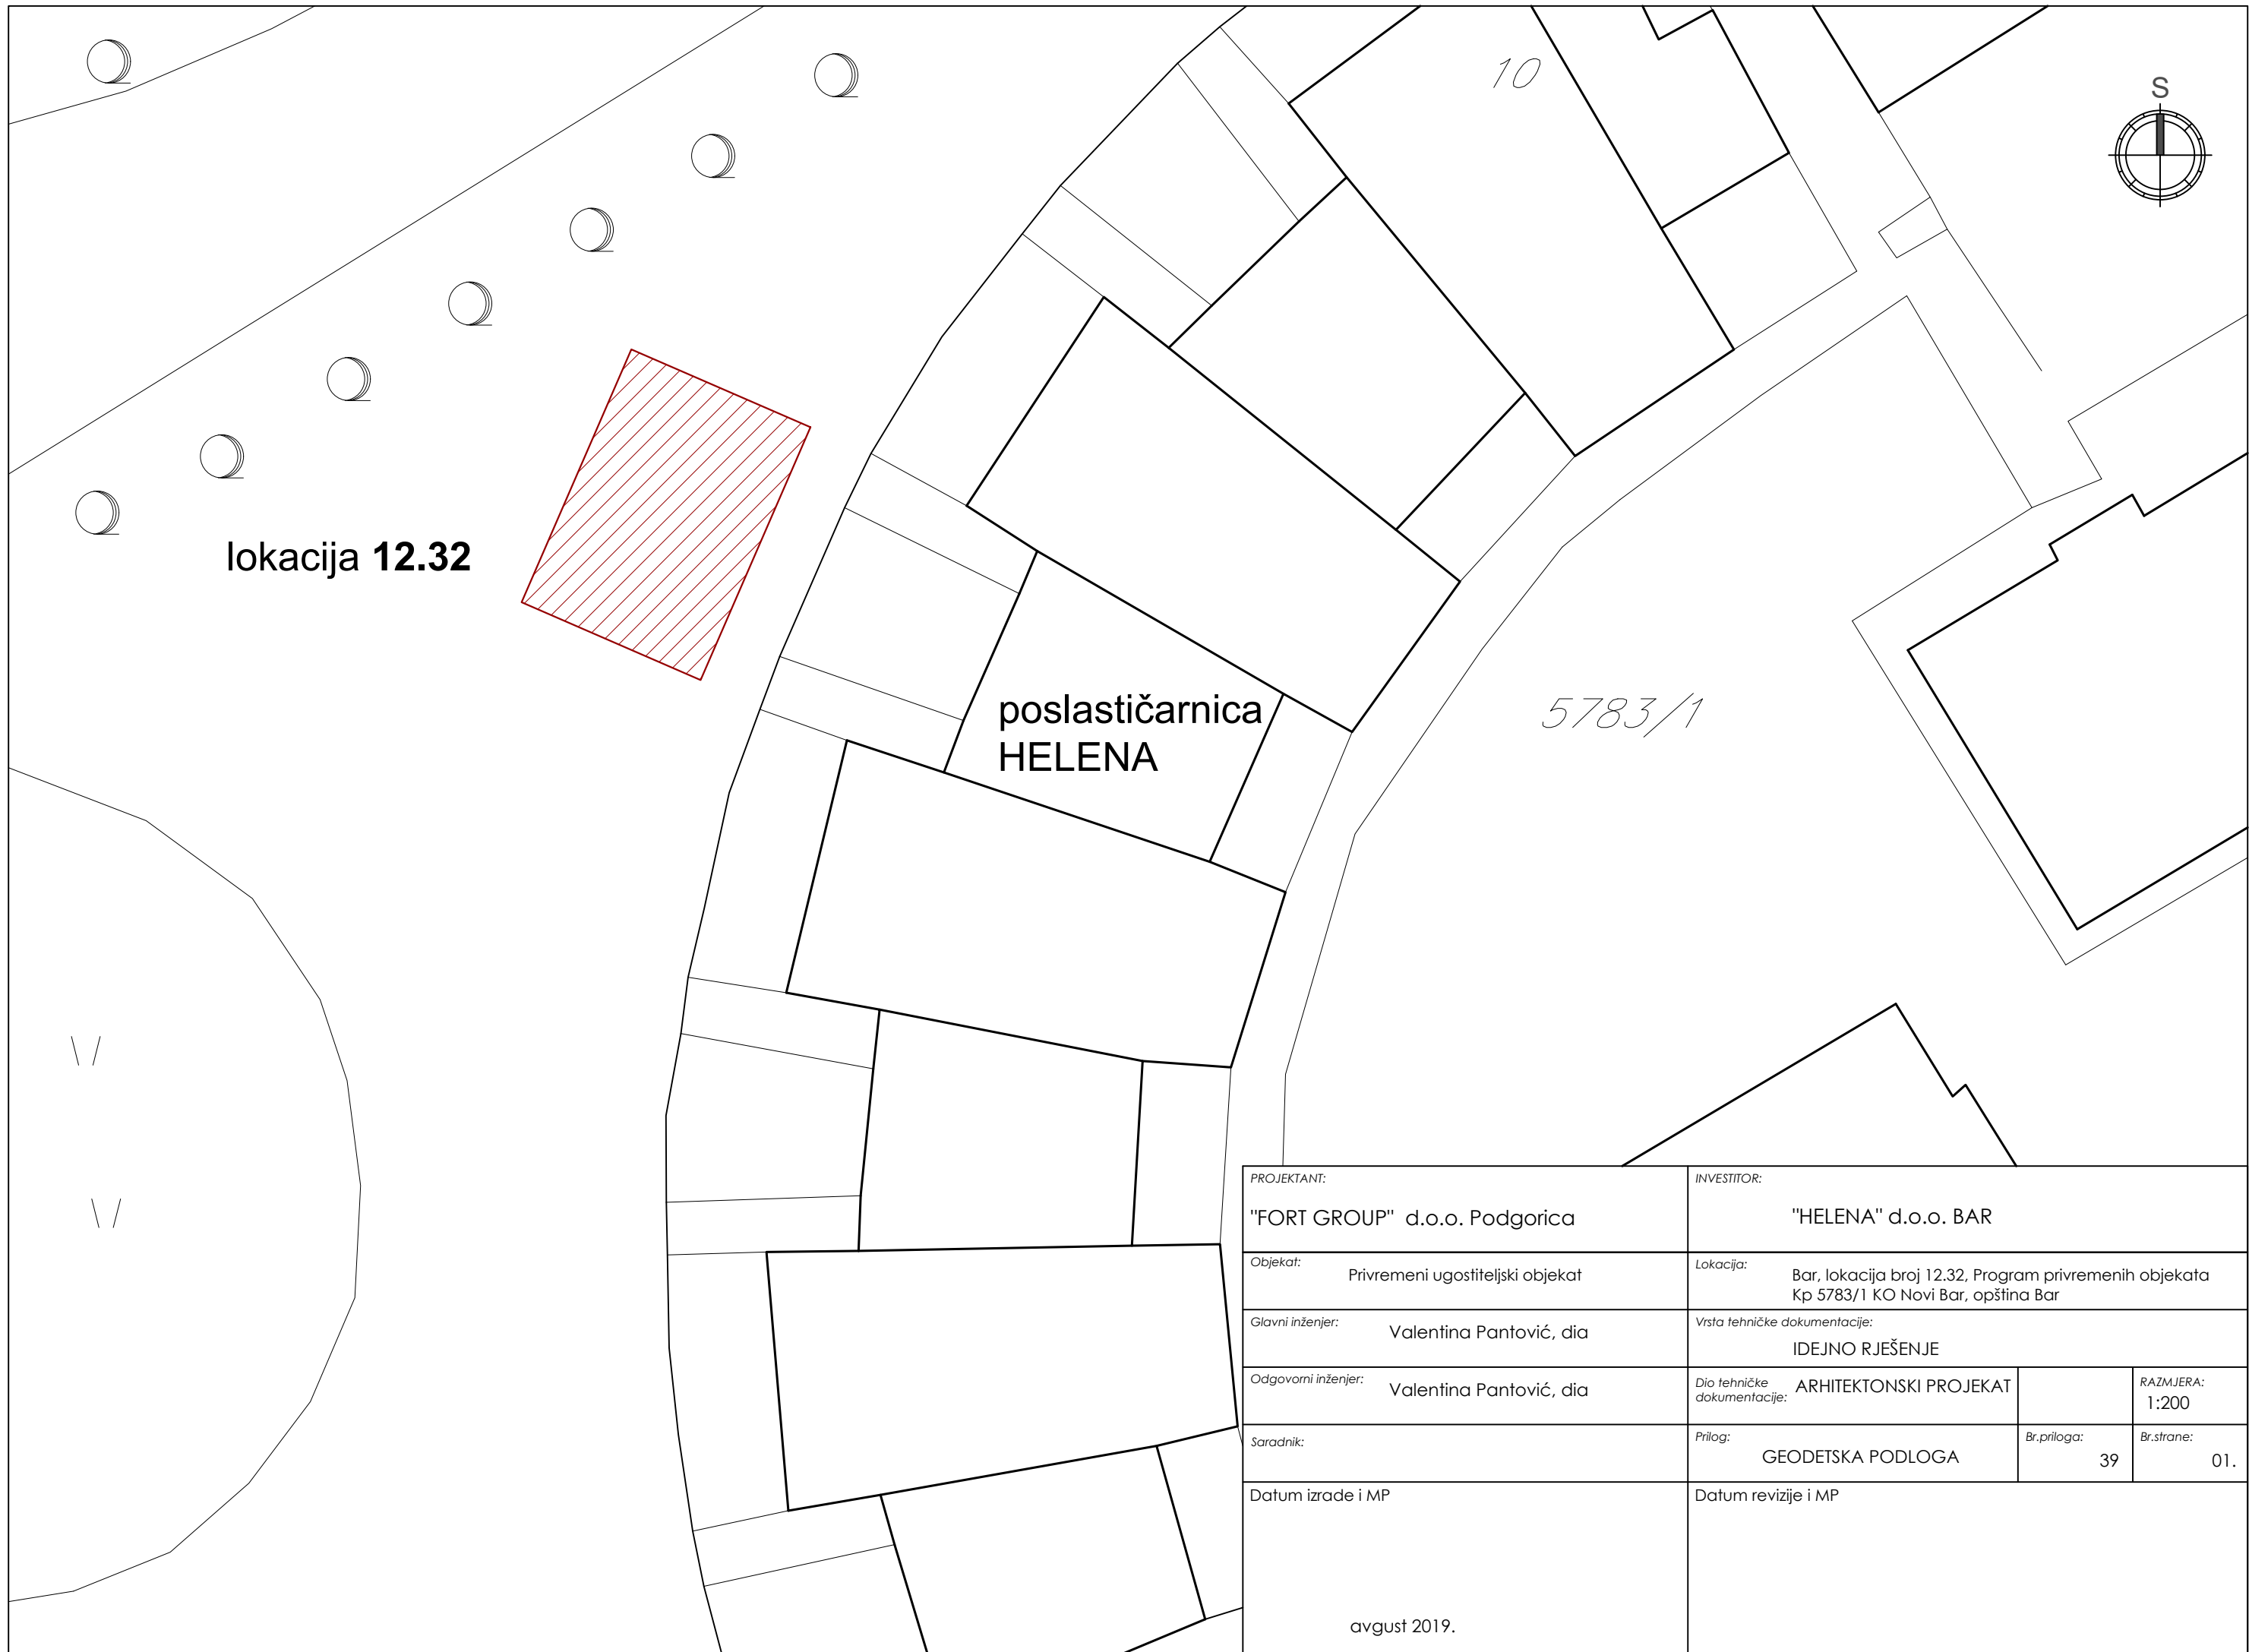 10
S
lokacija 12.32
poslastičarnica
HELENA
5783/1
PROJEKTANT:
"FORT GROUP" d.o.o. Podgorica
INVESTITOR:
"HELENA" d.o.o. BAR
Objekat:
Privremeni ugostiteljski objekat
Lokacija:
Bar, lokacija broj 12.32, Program privremenih objekata
Kp 5783/1 KO Novi Bar, opština Bar
Glavni inženjer:
Valentina Pantović, dia
Vrsta tehničke dokumentacije:
IDEJNO RJEŠENJE
Odgovorni inženjer:
Valentina Pantović, dia
Dio tehničke
dokumentacije:
ARHITEKTONSKI PROJEKAT
RAZMJERA:
1:200
Saradnik:
Prilog:
GEODETSKA PODLOGA
Br.priloga:
39
Br.strane:
01.
Datum izrade i MP
avgust 2019.
Datum revizije i MP